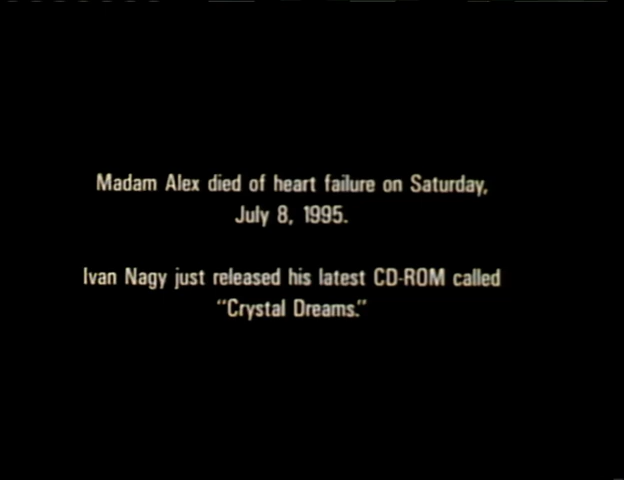 Madam Alex died of heart failure on Saturday,
July 8, 1995.
Ivan Nagy just released his latest CD-ROM called
"Crystal Dreams."